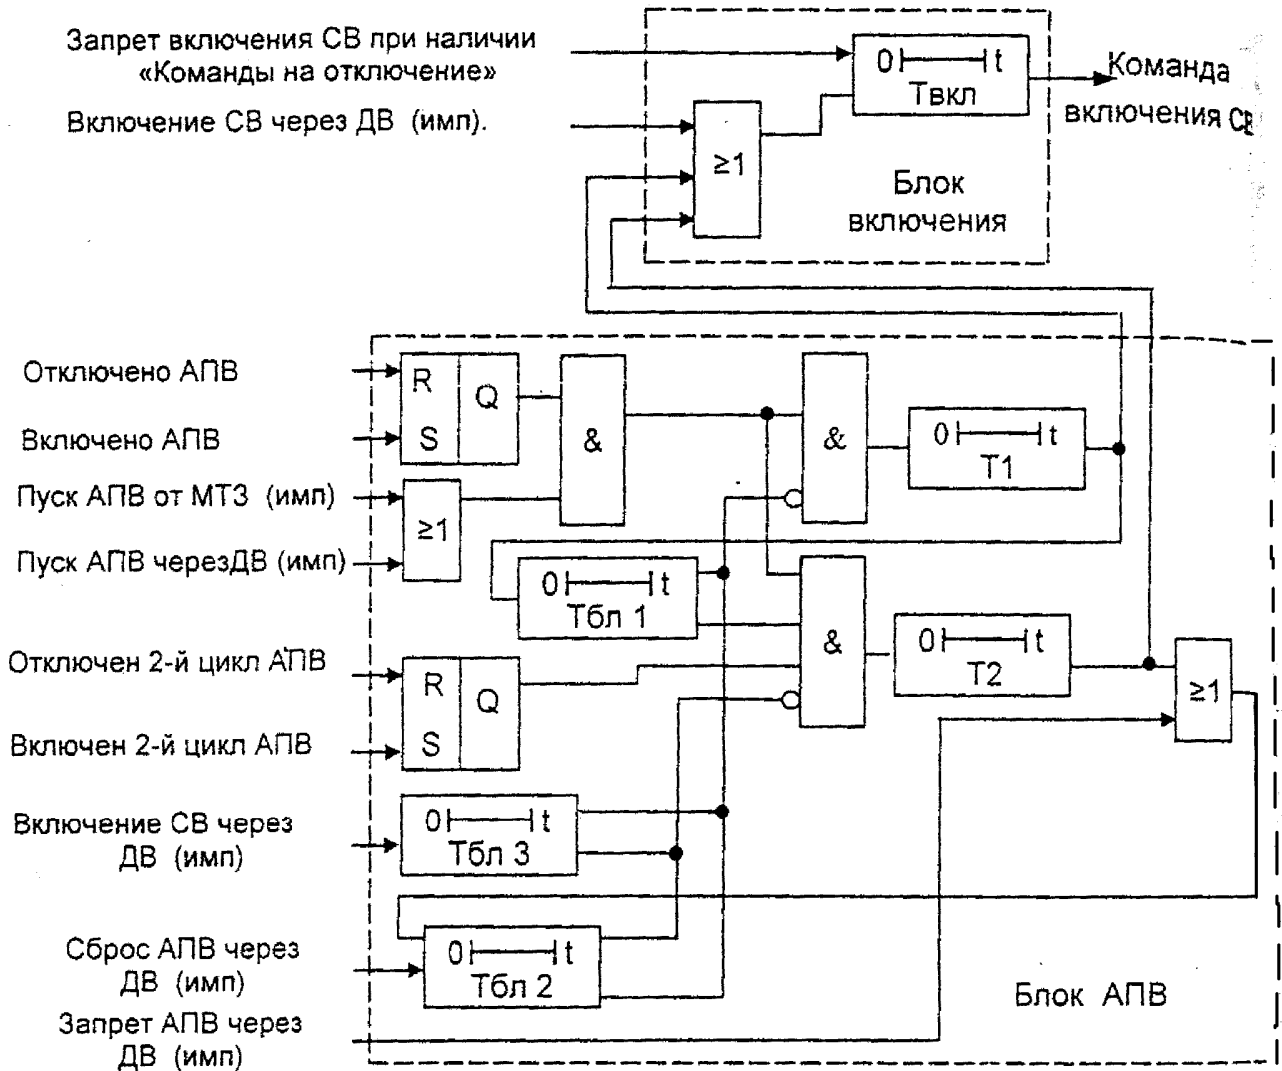 Запрет включения СВ при наличии
«Команды на отключение»
0 t
Твкл
Команда
включения СВ
Включение СВ через ДВ (имп).
≥1
Блок
включения
Отключено АПВ
R
Q
Включено АПВ
S
&
&
0 t
Т1
Пуск АПВ от МТЗ (имп)
≥1
Пуск АПВ черезДВ (имп)
0 t
Тбл 1
&
0 t
Т2
≥1
Отключен 2-й цикл АПВ
R
Q
Включен 2-й цикл АПВ
S
Включение СВ через
ДВ (имп)
0 t
Тбл 3
Сброс АПВ через
ДВ (имп)
0 t
Тбл 2
Блок АПВ
Запрет АПВ через
ДВ (имп)